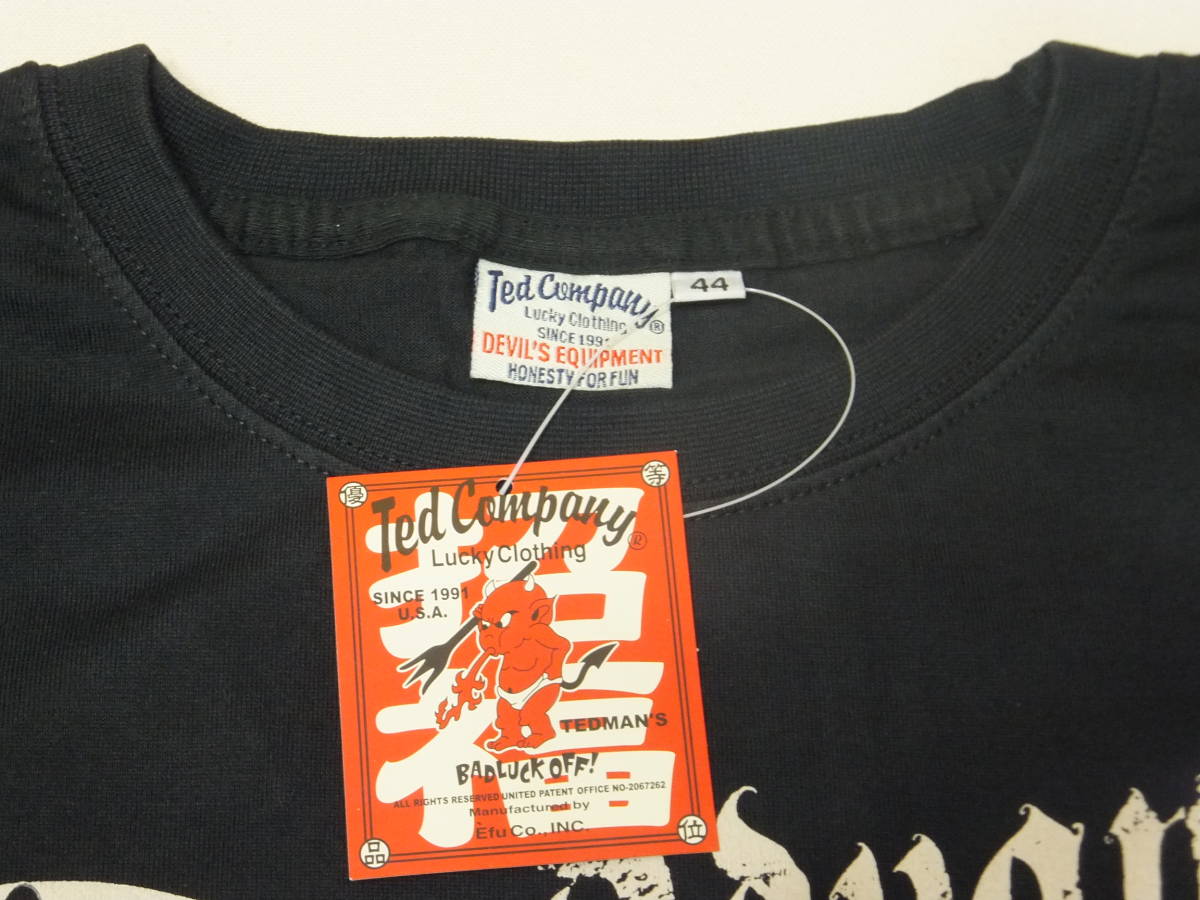 Ted Company®
Lucky Clothing
SINCE 1991
DEVIL'S EQUIPMENT
HONESTY FOR FUN
44
優 等
Ted Company®
Lucky Clothing
SINCE 1991
U.S.A.
招福
TEDMAN'S
BADLUCK OFF!
ALL RIGHTS RESERVED UNITED PATENT OFFICE NO-2067262
Manufactured by
Èfu Co.,INC.
品 位